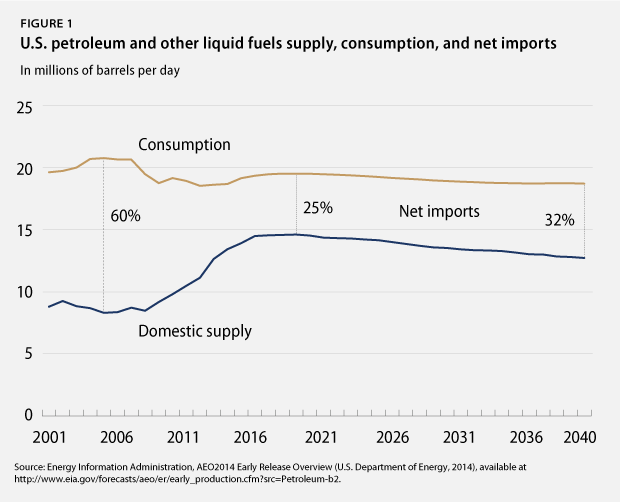 FIGURE 1
U.S. petroleum and other liquid fuels supply, consumption, and net imports
In millions of barrels per day
25
Consumption
20
60%
25%
Net imports
32%
15
10
Domestic supply
5
0
2001 2006 2011 2016 2021 2026 2031 2036 2040
Source: Energy Information Administration, AEO2014 Early Release Overview (U.S. Department of Energy, 2014), available at
http://www.eia.gov/forecasts/aeo/er/early_production.cfm?src=Petroleum-b2.